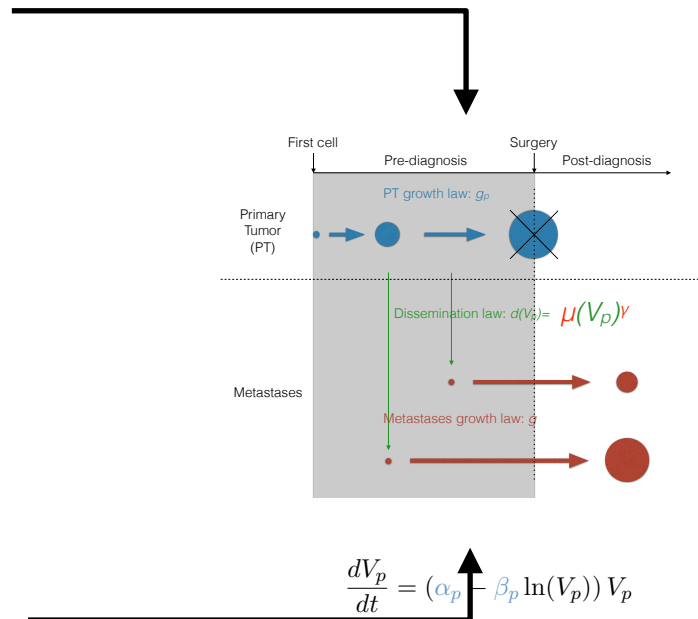 First cell
Surgery
Pre-diagnosis
Post-diagnosis
PT growth law: g_p
Primary
Tumor
(PT)
Dissemination law: d(V_p)= μ(V_p)^γ
Metastases
Metastases growth law: g
dV_p/dt = (α_p − β_p ln(V_p)) V_p